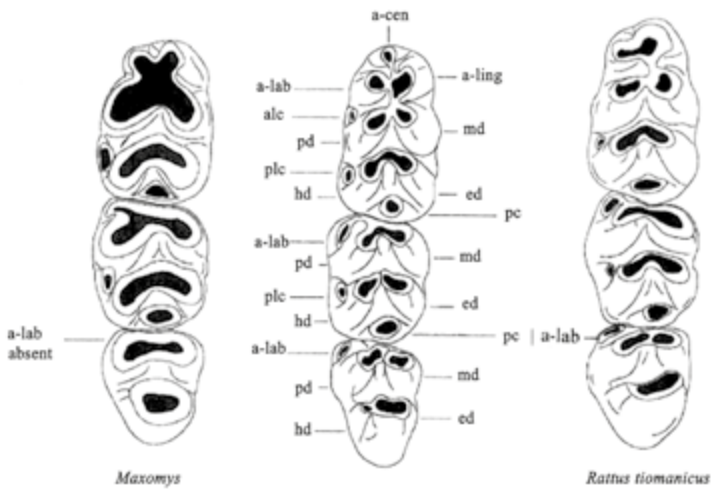 a-cen
a-lab
a-ling
alc
md
pd
plc
hd
ed
pc
a-lab
md
pd
plc
ed
hd
pc | a-lab
a-lab
absent
a-lab
md
pd
ed
hd
Maxomys
Rattus tiomanicus